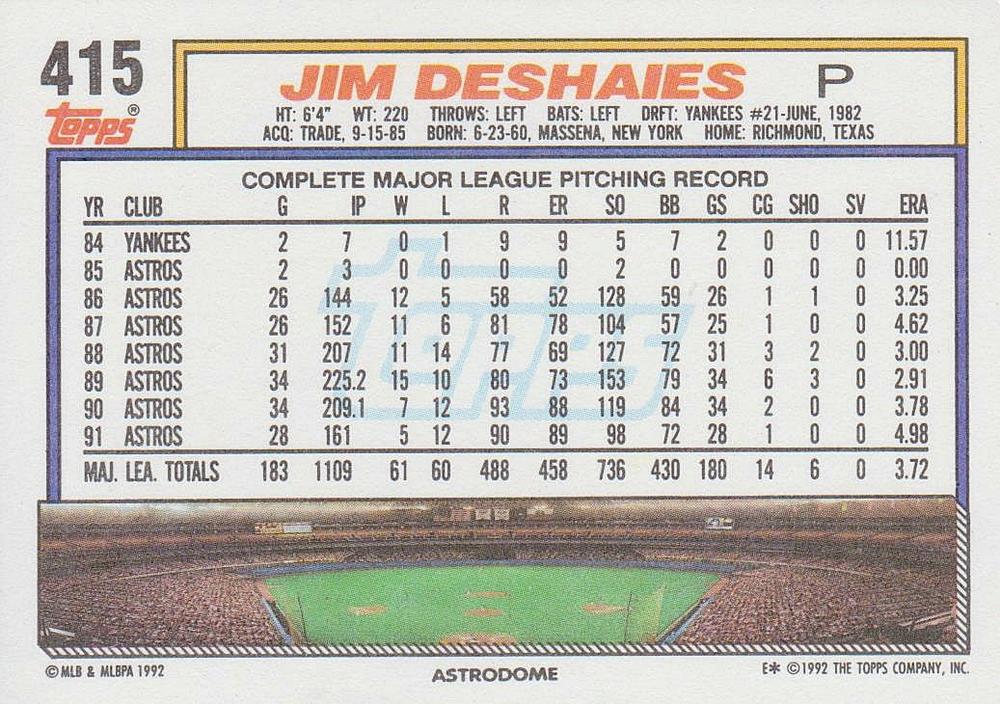 415
topps®
JIM DESHAIES P
HT: 6'4" WT: 220 THROWS: LEFT BATS: LEFT DRFT: YANKEES #21-JUNE, 1982
ACQ: TRADE, 9-15-85 BORN: 6-23-60, MASSENA, NEW YORK HOME: RICHMOND, TEXAS
COMPLETE MAJOR LEAGUE PITCHING RECORD
YR CLUB G IP W L R ER SO BB GS CG SHO SV ERA
84 YANKEES 2 7 0 1 9 9 5 7 2 0 0 0 11.57
85 ASTROS 2 3 0 0 0 0 2 0 0 0 0 0 0.00
86 ASTROS 26 144 12 5 58 52 128 59 26 1 1 0 3.25
87 ASTROS 26 152 11 6 81 78 104 57 25 1 0 0 4.62
88 ASTROS 31 207 11 14 77 69 127 72 31 3 2 0 3.00
89 ASTROS 34 225.2 15 10 80 73 153 79 34 6 3 0 2.91
90 ASTROS 34 209.1 7 12 93 88 119 84 34 2 0 0 3.78
91 ASTROS 28 161 5 12 90 89 98 72 28 1 0 0 4.98
MAJ. LEA. TOTALS 183 1109 61 60 488 458 736 430 180 14 6 0 3.72
topps
©MLB & MLBPA 1992 ASTRODOME E* ©1992 THE TOPPS COMPANY, INC.